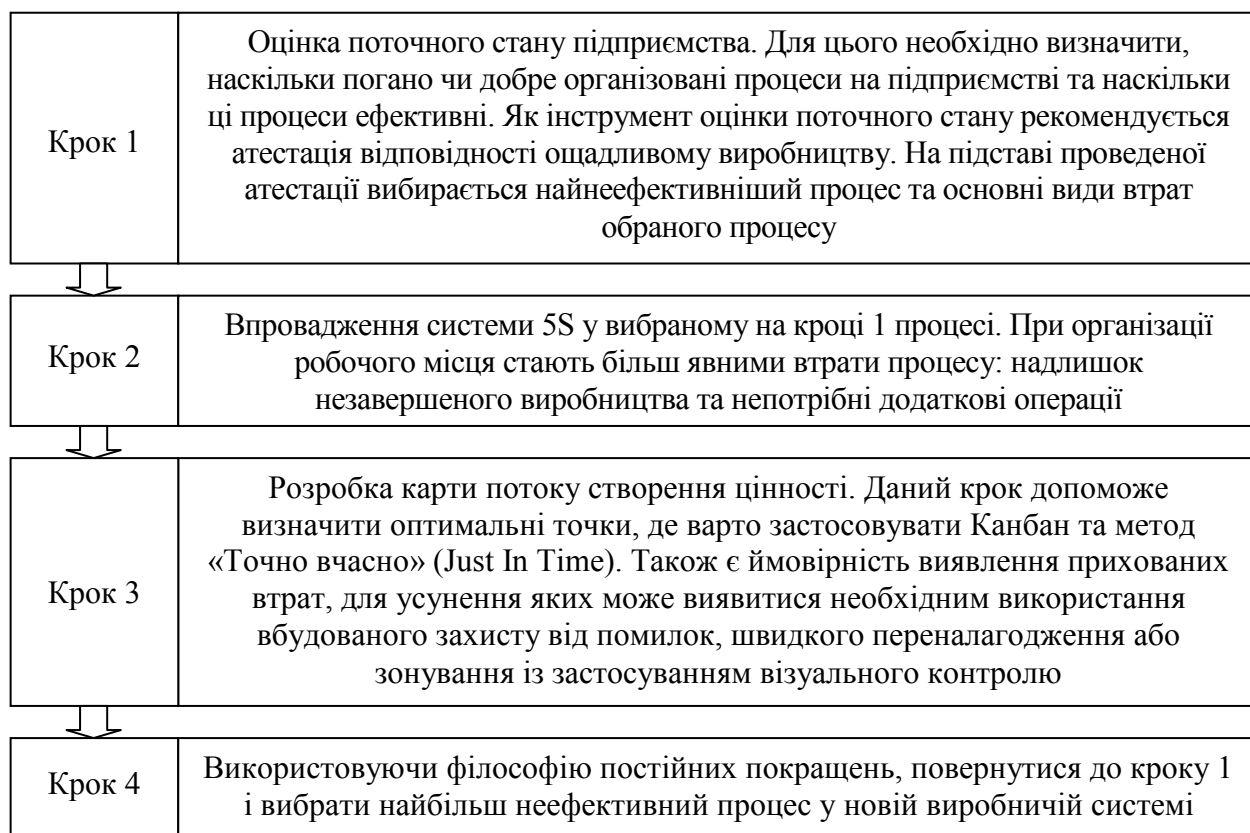 Крок 1
Оцінка поточного стану підприємства. Для цього необхідно визначити,
наскільки погано чи добре організовані процеси на підприємстві та наскільки
ці процеси ефективні. Як інструмент оцінки поточного стану рекомендується
атестація відповідності ощадливому виробництву. На підставі проведеної
атестації вибирається найнеефективніший процес та основні види втрат
обраного процесу
Крок 2
Впровадження системи 5S у вибраному на кроці 1 процесі. При організації
робочого місця стають більш явними втрати процесу: надлишок
незавершеного виробництва та непотрібні додаткові операції
Крок 3
Розробка карти потоку створення цінності. Даний крок допоможе
визначити оптимальні точки, де варто застосовувати Канбан та метод
«Точно вчасно» (Just In Time). Також є ймовірність виявлення прихованих
втрат, для усунення яких може виявитися необхідним використання
вбудованого захисту від помилок, швидкого переналагодження або
зонування із застосуванням візуального контролю
Крок 4
Використовуючи філософію постійних покращень, повернутися до кроку 1
і вибрати найбільш неефективний процес у новій виробничій системі